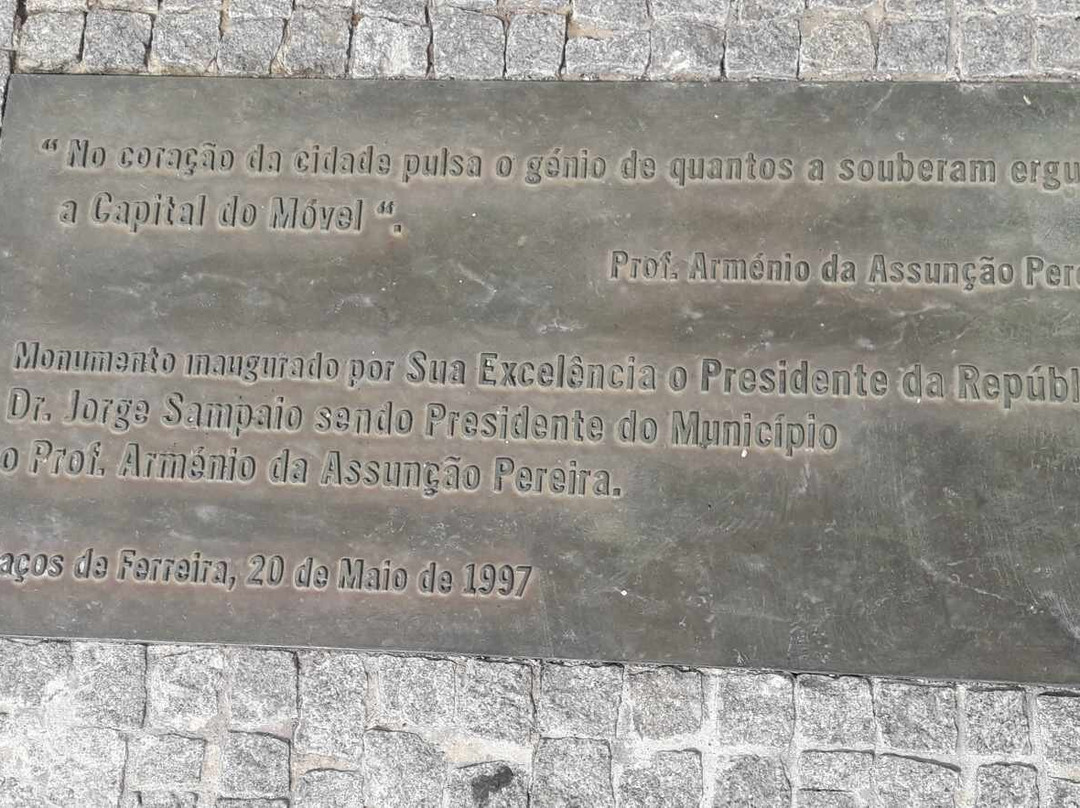 “ No coração da cidade pulsa o génio de quantos a souberam ergu
a Capital do Móvel “.
Prof. Arménio da Assunção Pere
Monumento inaugurado por Sua Excelência o Presidente da Repúbl
Dr. Jorge Sampaio sendo Presidente do Município
o Prof. Arménio da Assunção Pereira.
aços de Ferreira, 20 de Maio de 1997